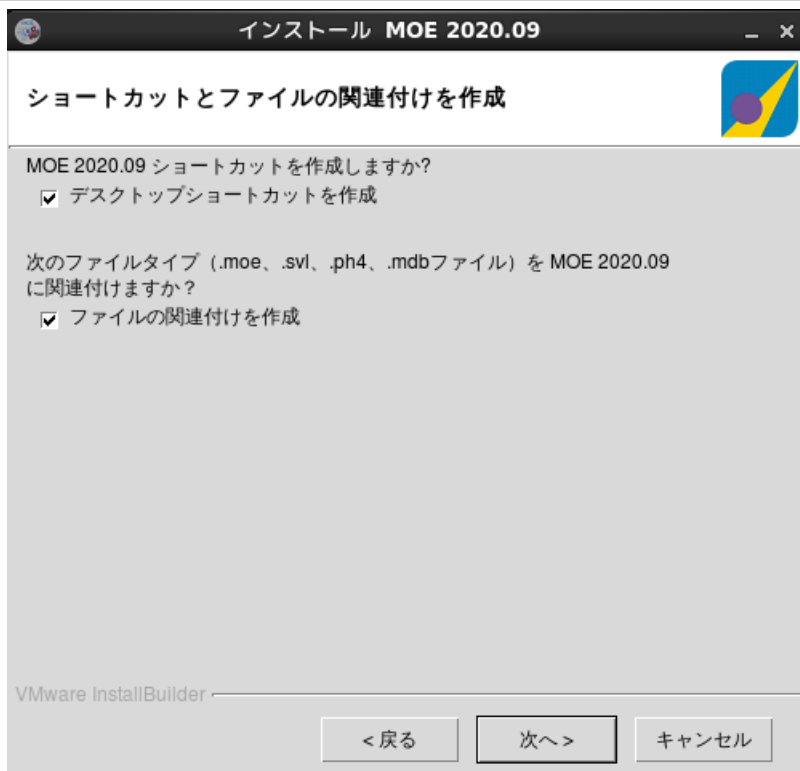 インストール MOE 2020.09
ショートカットとファイルの関連付けを作成
MOE 2020.09 ショートカットを作成しますか?
デスクトップショートカットを作成
次のファイルタイプ（.moe、.svl、.ph4、.mdbファイル）を MOE 2020.09
に関連付けますか？
ファイルの関連付けを作成
VMware InstallBuilder
< 戻る
次へ >
キャンセル